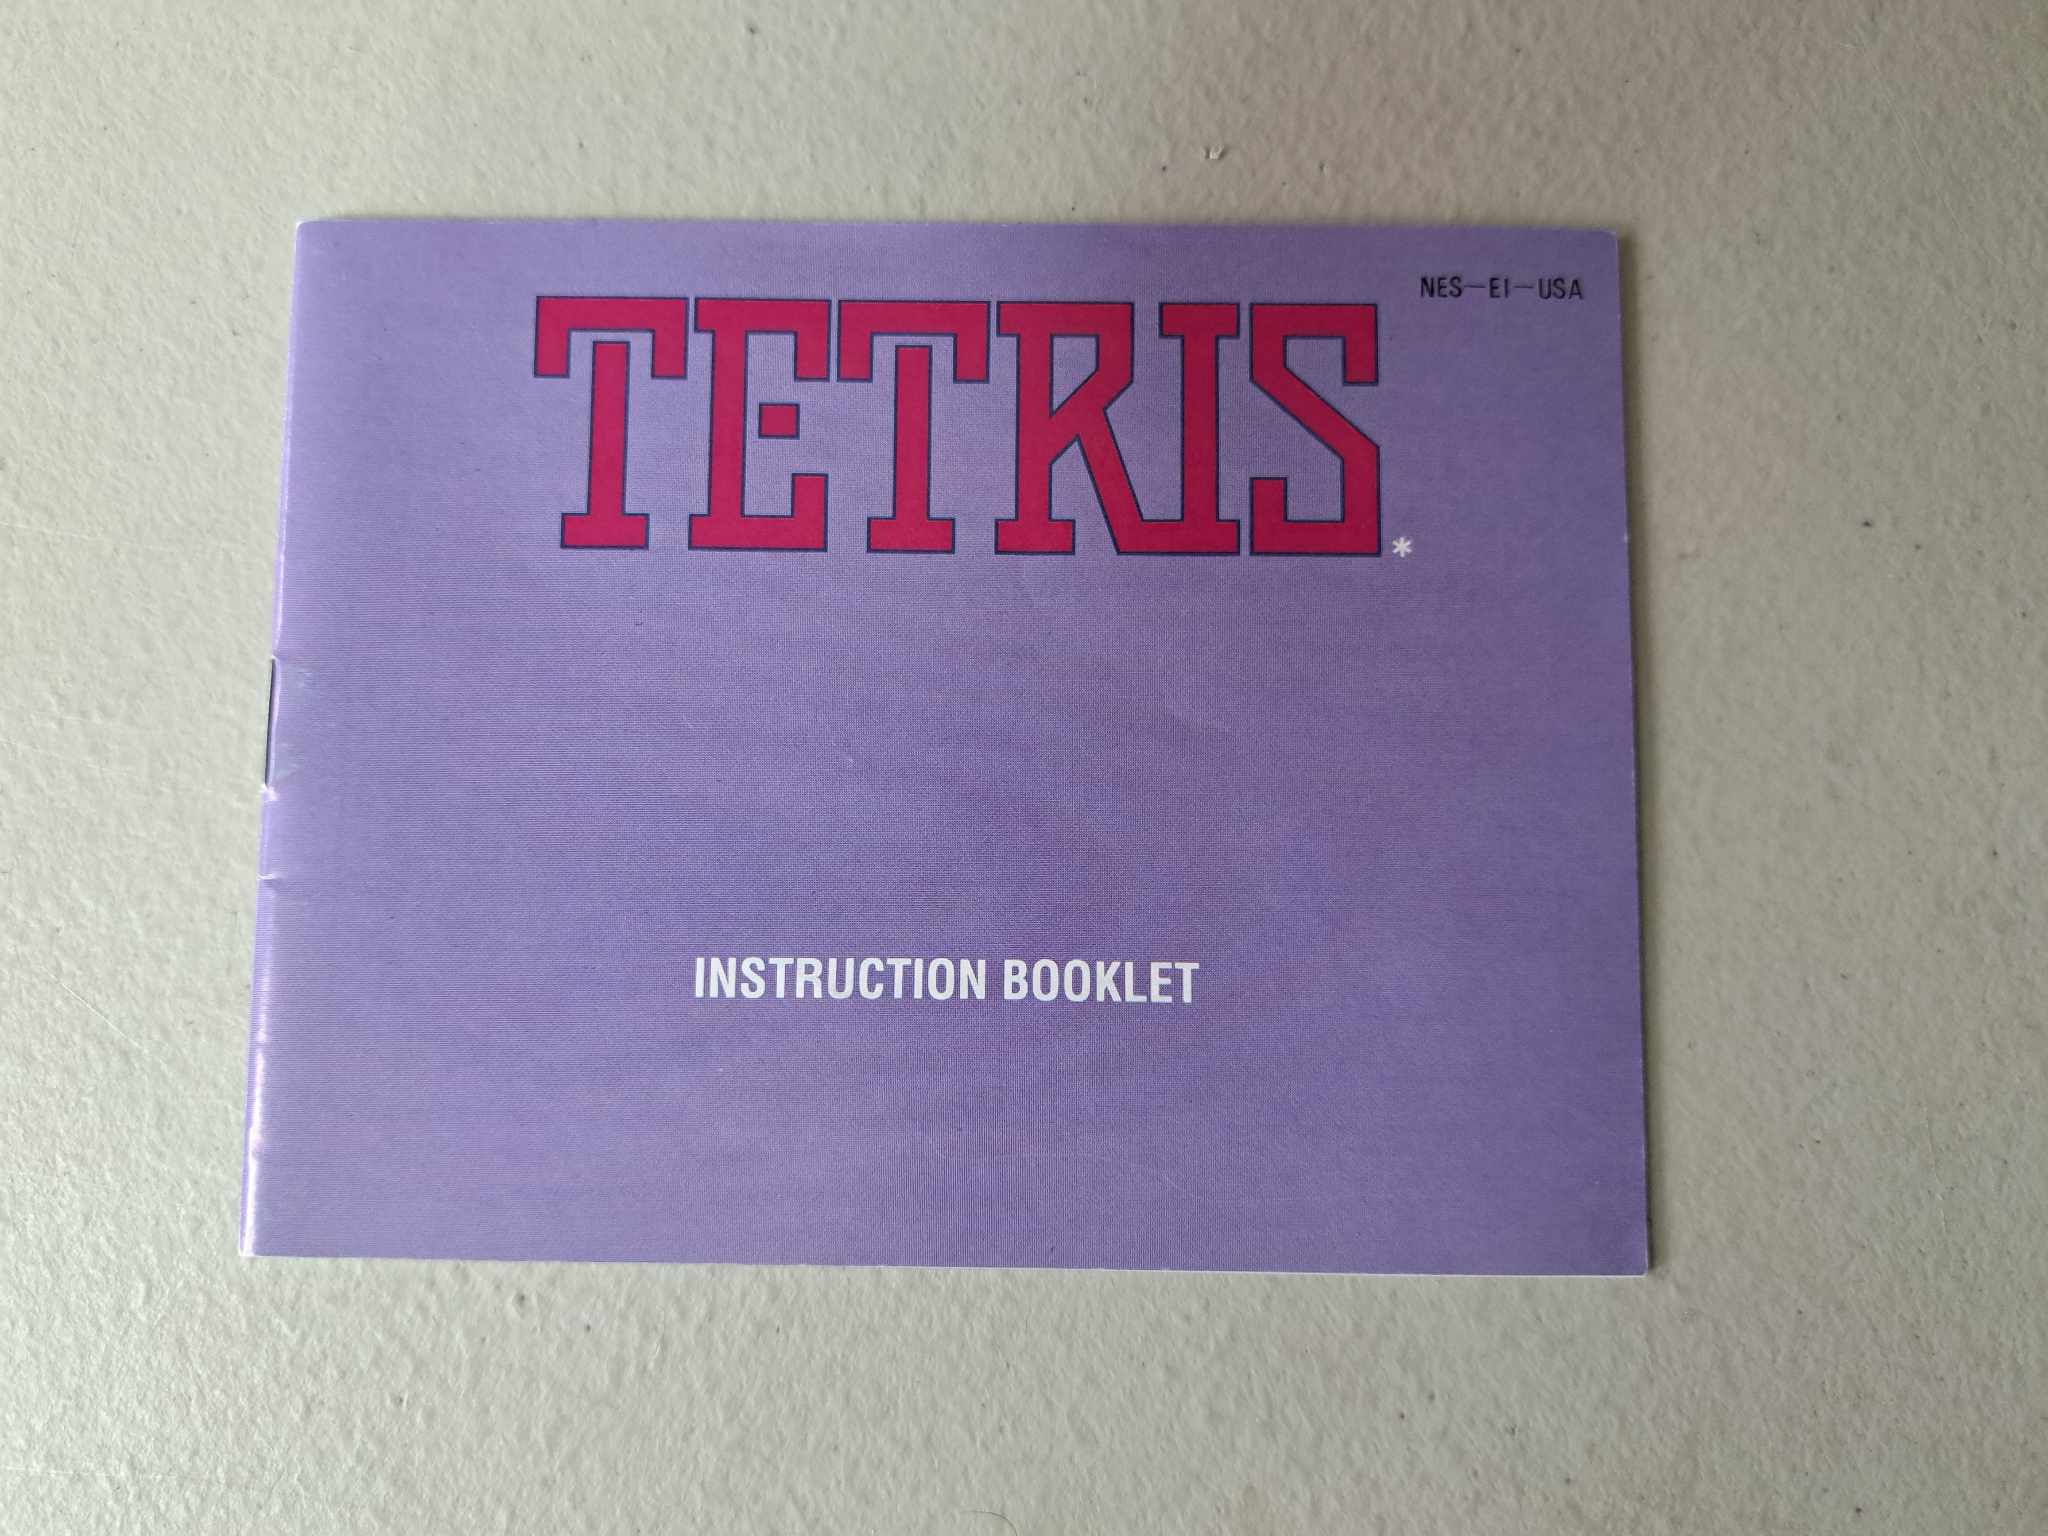 NES-EI-USA
TETRIS*
INSTRUCTION BOOKLET